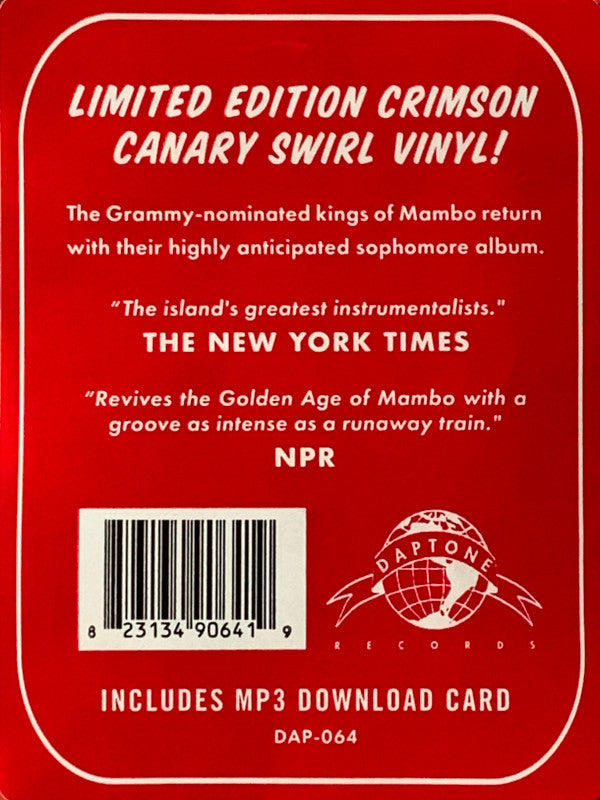 LIMITED EDITION CRIMSON
CANARY SWIRL VINYL!
The Grammy-nominated kings of Mambo return
with their highly anticipated sophomore album.
“The island's greatest instrumentalists."
THE NEW YORK TIMES
“Revives the Golden Age of Mambo with a
groove as intense as a runaway train."
NPR
8 23134 90641 9
DAPTONE
RECORDS
INCLUDES MP3 DOWNLOAD CARD
DAP-064